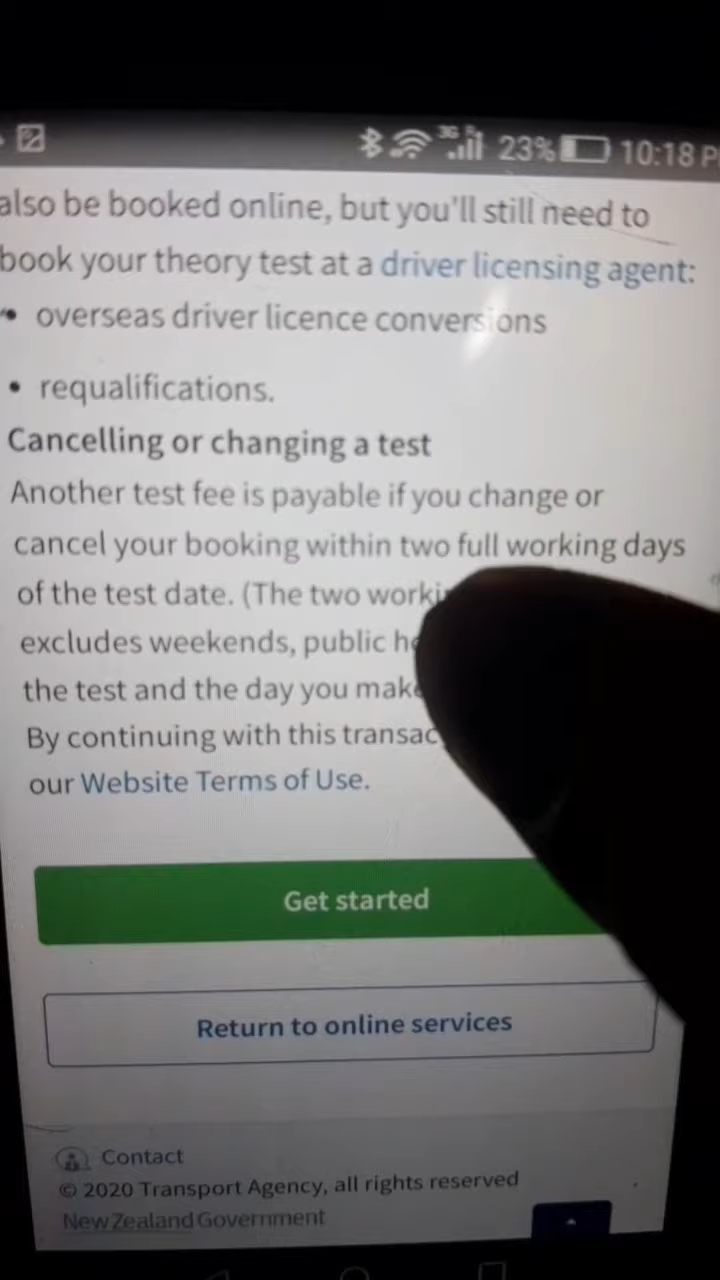 3G 23% 10:18 P
also be booked online, but you'll still need to
book your theory test at a driver licensing agent:
• overseas driver licence conversions
• requalifications.
Cancelling or changing a test
Another test fee is payable if you change or
cancel your booking within two full working days
of the test date. (The two
excludes weekends, public
the test and the day you
By continuing with this
our Website Terms of Use.
Get started
Return to online services
Contact
© 2020 Transport Agency, all rights reserved
New Zealand Government